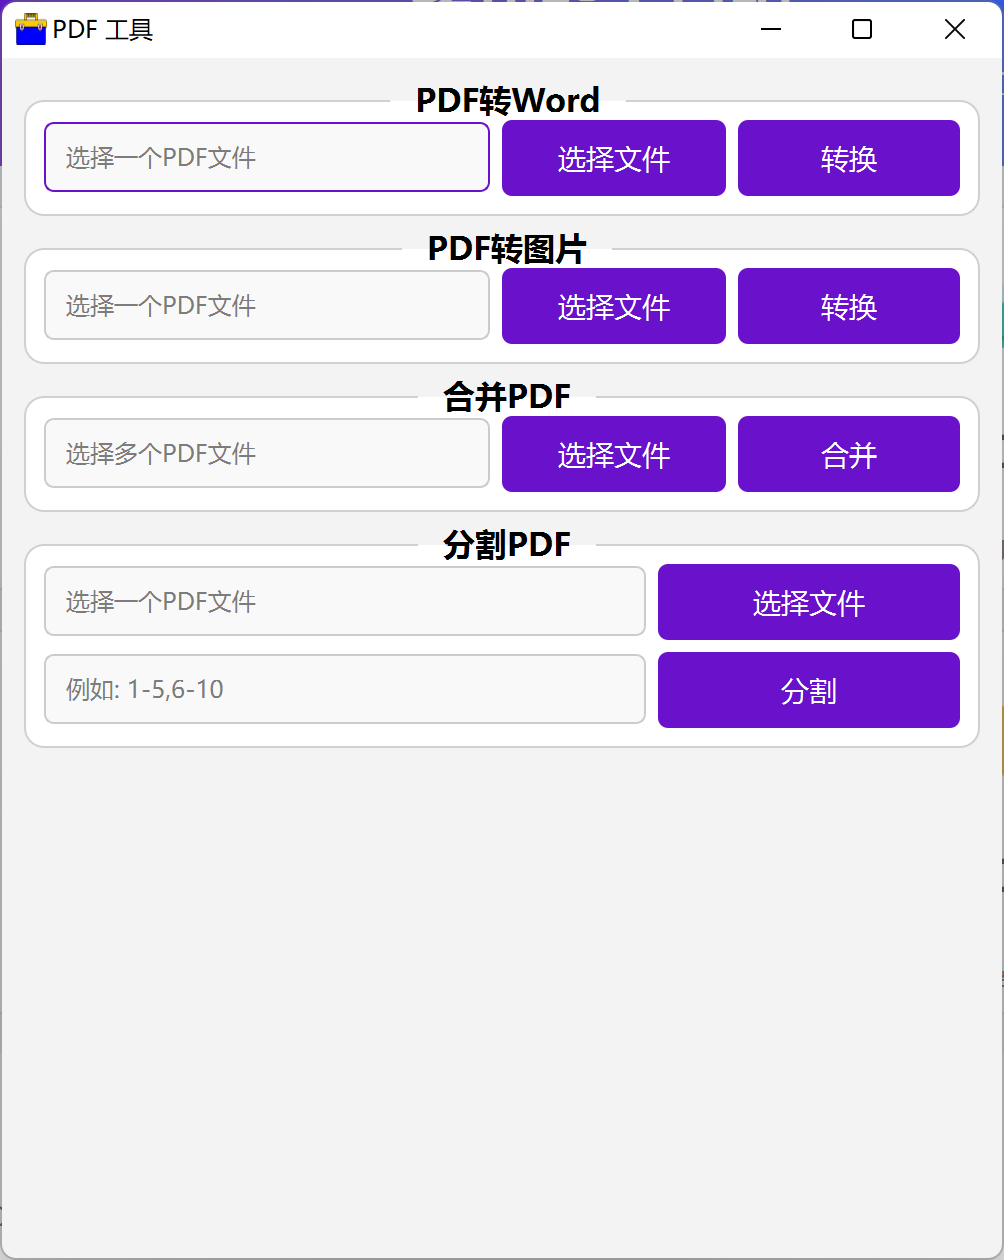 PDF 工具
PDF转Word
选择一个PDF文件 选择文件 转换
PDF转图片
选择一个PDF文件 选择文件 转换
合并PDF
选择多个PDF文件 选择文件 合并
分割PDF
选择一个PDF文件 选择文件
例如: 1-5,6-10 分割